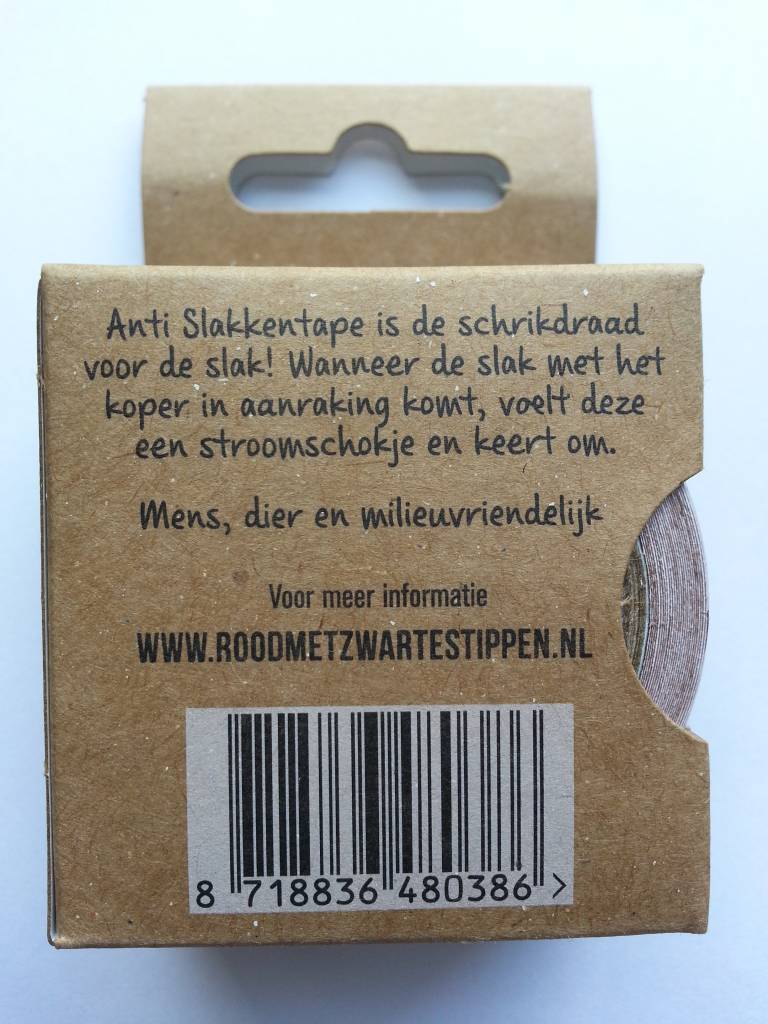 Anti Slakkentape is de schrikdraad
voor de slak! Wanneer de slak met het
koper in aanraking komt, voelt deze
een stroomschokje en keert om.
Mens, dier en milieuvriendelijk
Voor meer informatie
WWW.ROODMETZWARTESTIPPEN.NL
8 718836 480386 >